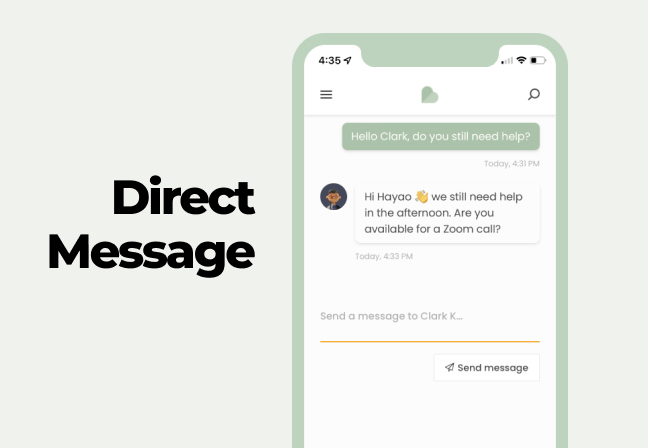 Direct
Message
4:35
Hello Clark, do you still need help?
Today, 4:31 PM
Hi Hayao 👋 we still need help
in the afternoon. Are you
available for a Zoom call?
Today, 4:33 PM
Send a message to Clark K...
Send message